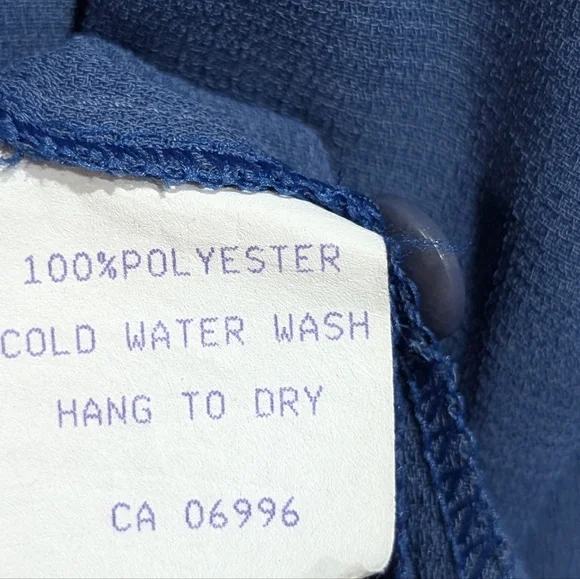 100%POLYESTER
COLD WATER WASH
HANG TO DRY
CA 06996